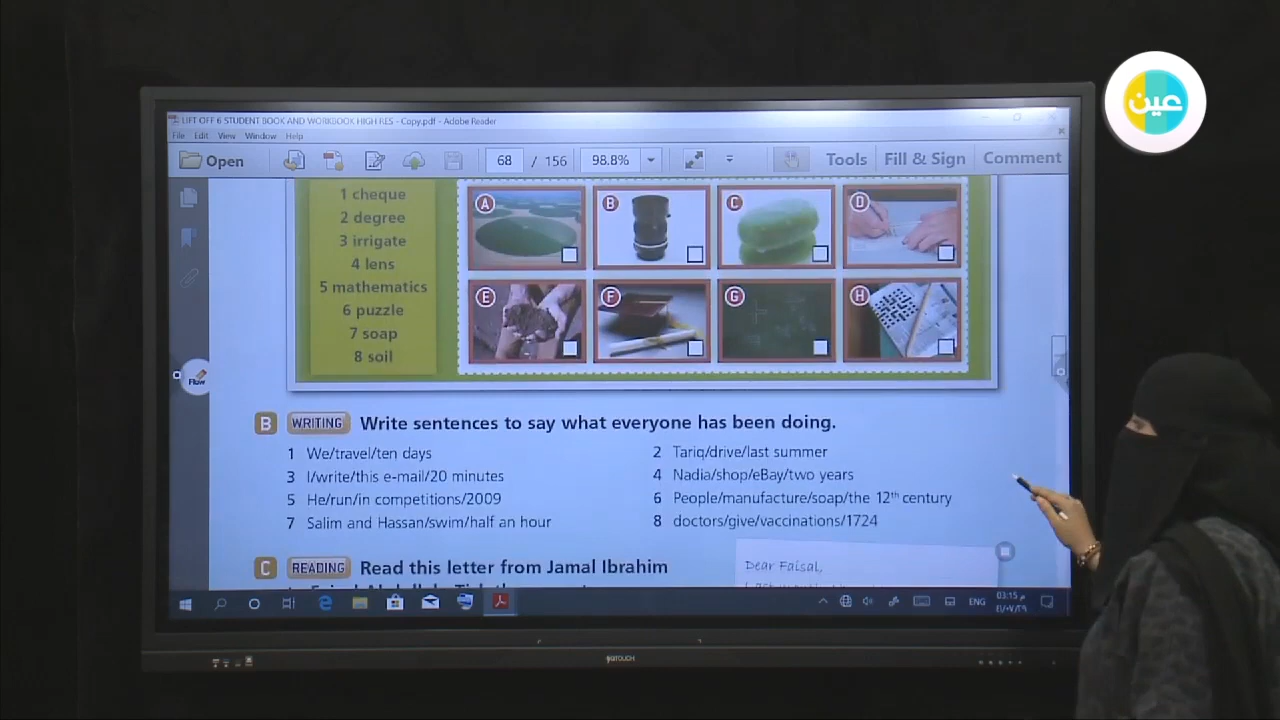 عين
LIFT OFF 6 STUDENT BOOK AND WORKBOOK HIGH RES - Copy.pdf - Adobe Reader
File Edit View Window Help
Open 68 / 156 98.8% Tools Fill & Sign Comment
1 cheque
2 degree
3 irrigate
4 lens
5 mathematics
6 puzzle
7 soap
8 soil
A B C D
E F G H
Flow
B WRITING Write sentences to say what everyone has been doing.
1 We/travel/ten days
2 Tariq/drive/last summer
3 I/write/this e-mail/20 minutes
4 Nadia/shop/eBay/two years
5 He/run/in competitions/2009
6 People/manufacture/soap/the 12th century
7 Salim and Hassan/swim/half an hour
8 doctors/give/vaccinations/1724
C READING Read this letter from Jamal Ibrahim
Dear Faisal,
ENG
03:15 م